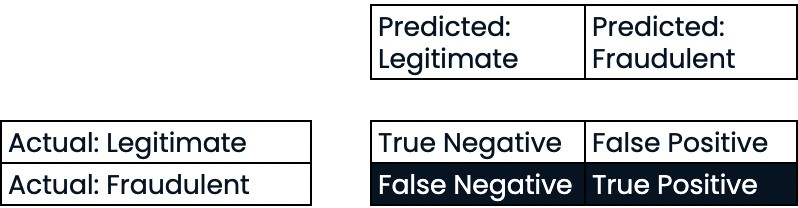 Predicted: Predicted:
Legitimate Fraudulent
Actual: Legitimate True Negative False Positive
Actual: Fraudulent False Negative True Positive